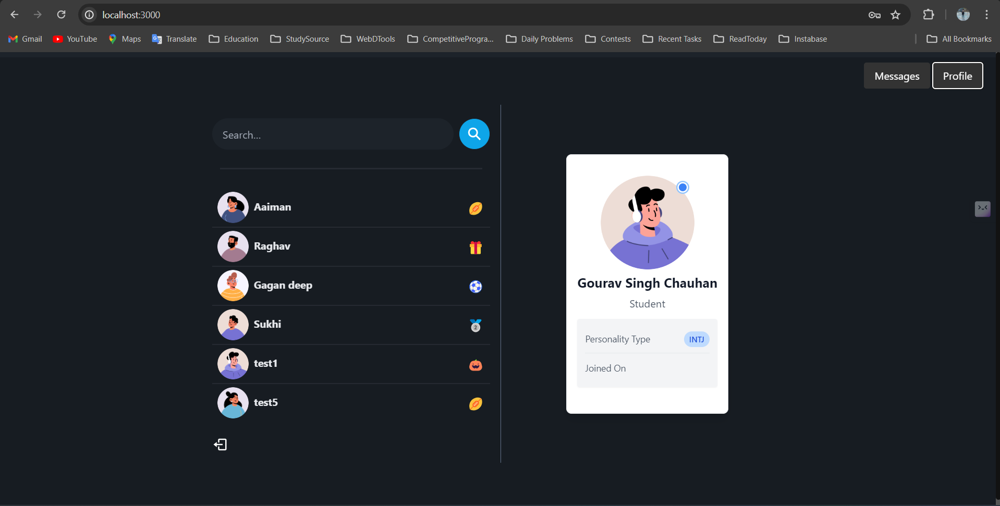 localhost:3000
Gmail YouTube Maps Translate Education StudySource WebDTools CompetitiveProgra... Daily Problems Contests Recent Tasks ReadToday Instabase All Bookmarks
Messages Profile
Search...
Aaiman
Raghav
Gagan deep
Sukhi
test1
test5
Gourav Singh Chauhan
Student
Personality Type INTJ
Joined On